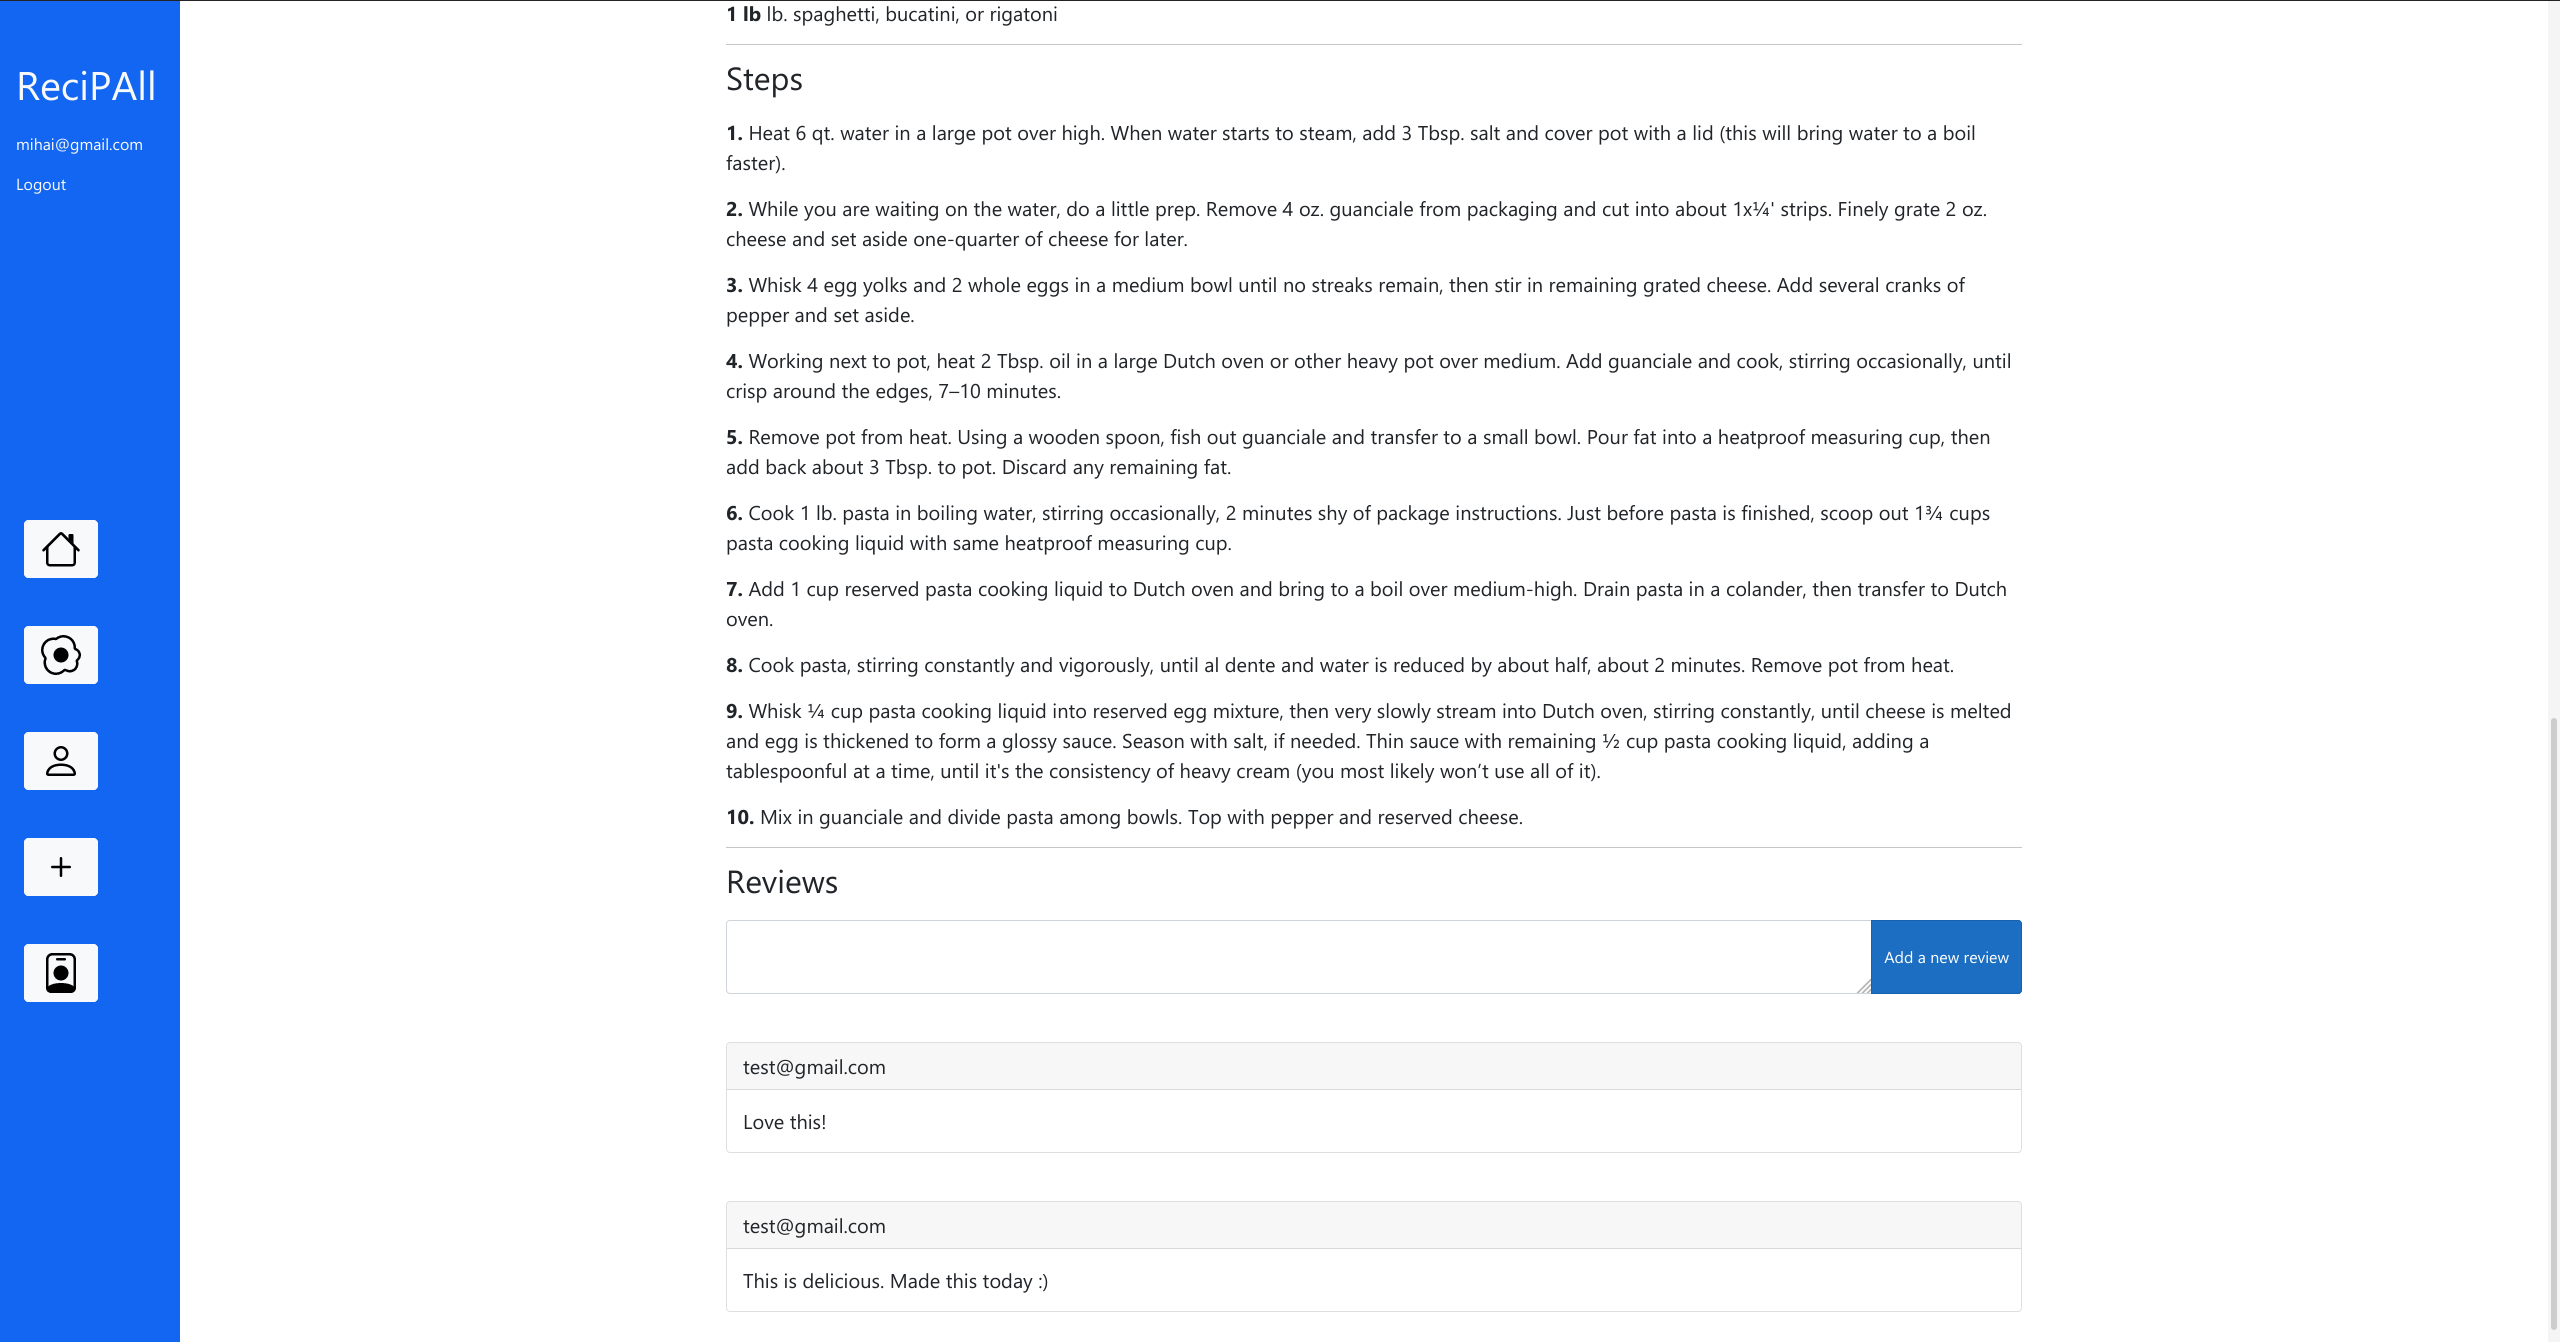 1 lb lb. spaghetti, bucatini, or rigatoni
ReciPAll
mihai@gmail.com
Logout
Steps
1. Heat 6 qt. water in a large pot over high. When water starts to steam, add 3 Tbsp. salt and cover pot with a lid (this will bring water to a boil
faster).
2. While you are waiting on the water, do a little prep. Remove 4 oz. guanciale from packaging and cut into about 1x¼' strips. Finely grate 2 oz.
cheese and set aside one-quarter of cheese for later.
3. Whisk 4 egg yolks and 2 whole eggs in a medium bowl until no streaks remain, then stir in remaining grated cheese. Add several cranks of
pepper and set aside.
4. Working next to pot, heat 2 Tbsp. oil in a large Dutch oven or other heavy pot over medium. Add guanciale and cook, stirring occasionally, until
crisp around the edges, 7–10 minutes.
5. Remove pot from heat. Using a wooden spoon, fish out guanciale and transfer to a small bowl. Pour fat into a heatproof measuring cup, then
add back about 3 Tbsp. to pot. Discard any remaining fat.
6. Cook 1 lb. pasta in boiling water, stirring occasionally, 2 minutes shy of package instructions. Just before pasta is finished, scoop out 1¾ cups
pasta cooking liquid with same heatproof measuring cup.
7. Add 1 cup reserved pasta cooking liquid to Dutch oven and bring to a boil over medium-high. Drain pasta in a colander, then transfer to Dutch
oven.
8. Cook pasta, stirring constantly and vigorously, until al dente and water is reduced by about half, about 2 minutes. Remove pot from heat.
9. Whisk ¼ cup pasta cooking liquid into reserved egg mixture, then very slowly stream into Dutch oven, stirring constantly, until cheese is melted
and egg is thickened to form a glossy sauce. Season with salt, if needed. Thin sauce with remaining ½ cup pasta cooking liquid, adding a
tablespoonful at a time, until it's the consistency of heavy cream (you most likely won’t use all of it).
10. Mix in guanciale and divide pasta among bowls. Top with pepper and reserved cheese.
Reviews
Add a new review
test@gmail.com
Love this!
test@gmail.com
This is delicious. Made this today :)